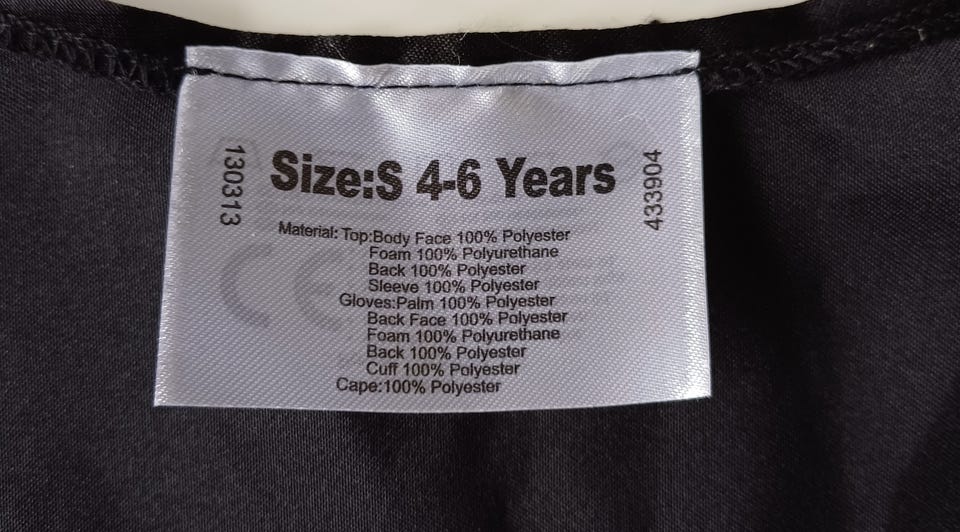 130313
Size:S 4-6 Years
433904
Material: Top:Body Face 100% Polyester
Foam 100% Polyurethane
Back 100% Polyester
Sleeve 100% Polyester
Gloves:Palm 100% Polyester
Back Face 100% Polyester
Foam 100% Polyurethane
Back 100% Polyester
Cuff 100% Polyester
Cape:100% Polyester